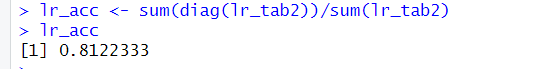 > lr_acc <- sum(diag(lr_tab2))/sum(lr_tab2)
> lr_acc
[1] 0.8122333